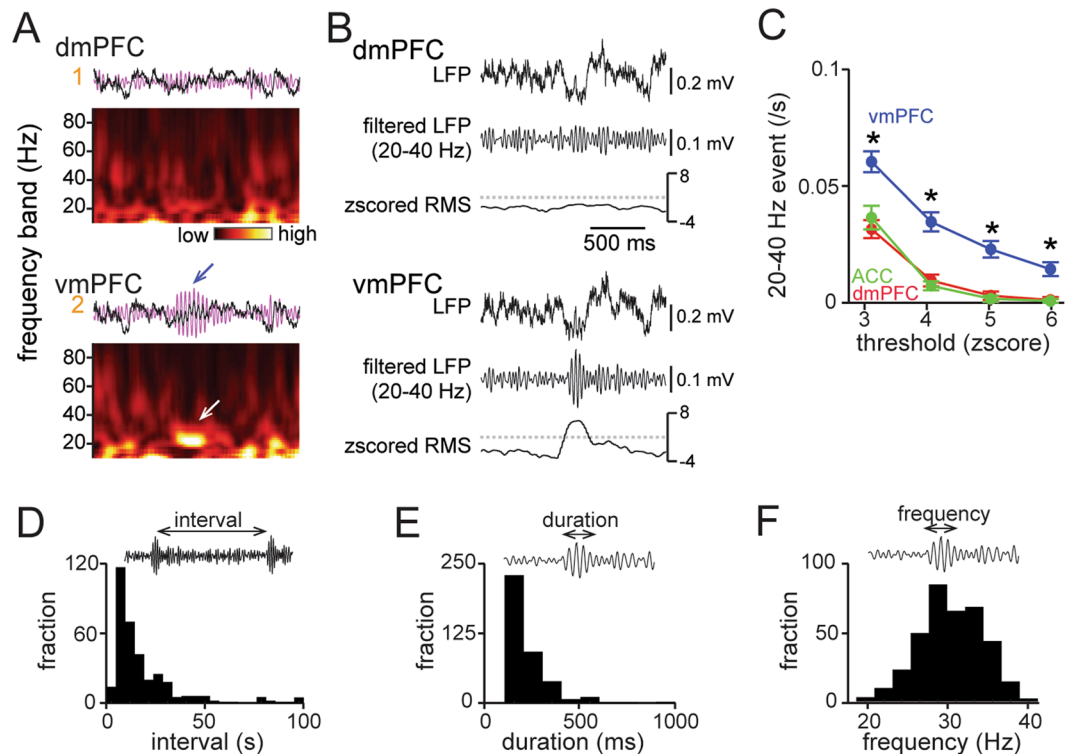 A
dmPFC
1
frequency band (Hz)
80
60
40
20
low high
vmPFC
2
80
60
40
20
B
dmPFC
LFP
0.2 mV
filtered LFP
(20-40 Hz)
0.1 mV
8
zscored RMS
-4
500 ms
vmPFC
LFP
0.2 mV
filtered LFP
(20-40 Hz)
0.1 mV
8
zscored RMS
-4
C
0.1
vmPFC
*
*
*
*
0.05
20-40 Hz event (/s)
ACC
dmPFC
0
3 4 5 6
threshold (zscore)
D
interval
120
60
0
fraction
0 50 100
interval (s)
E
duration
250
125
0
fraction
0 500 1000
duration (ms)
F
frequency
100
50
0
fraction
20 30 40
frequency (Hz)